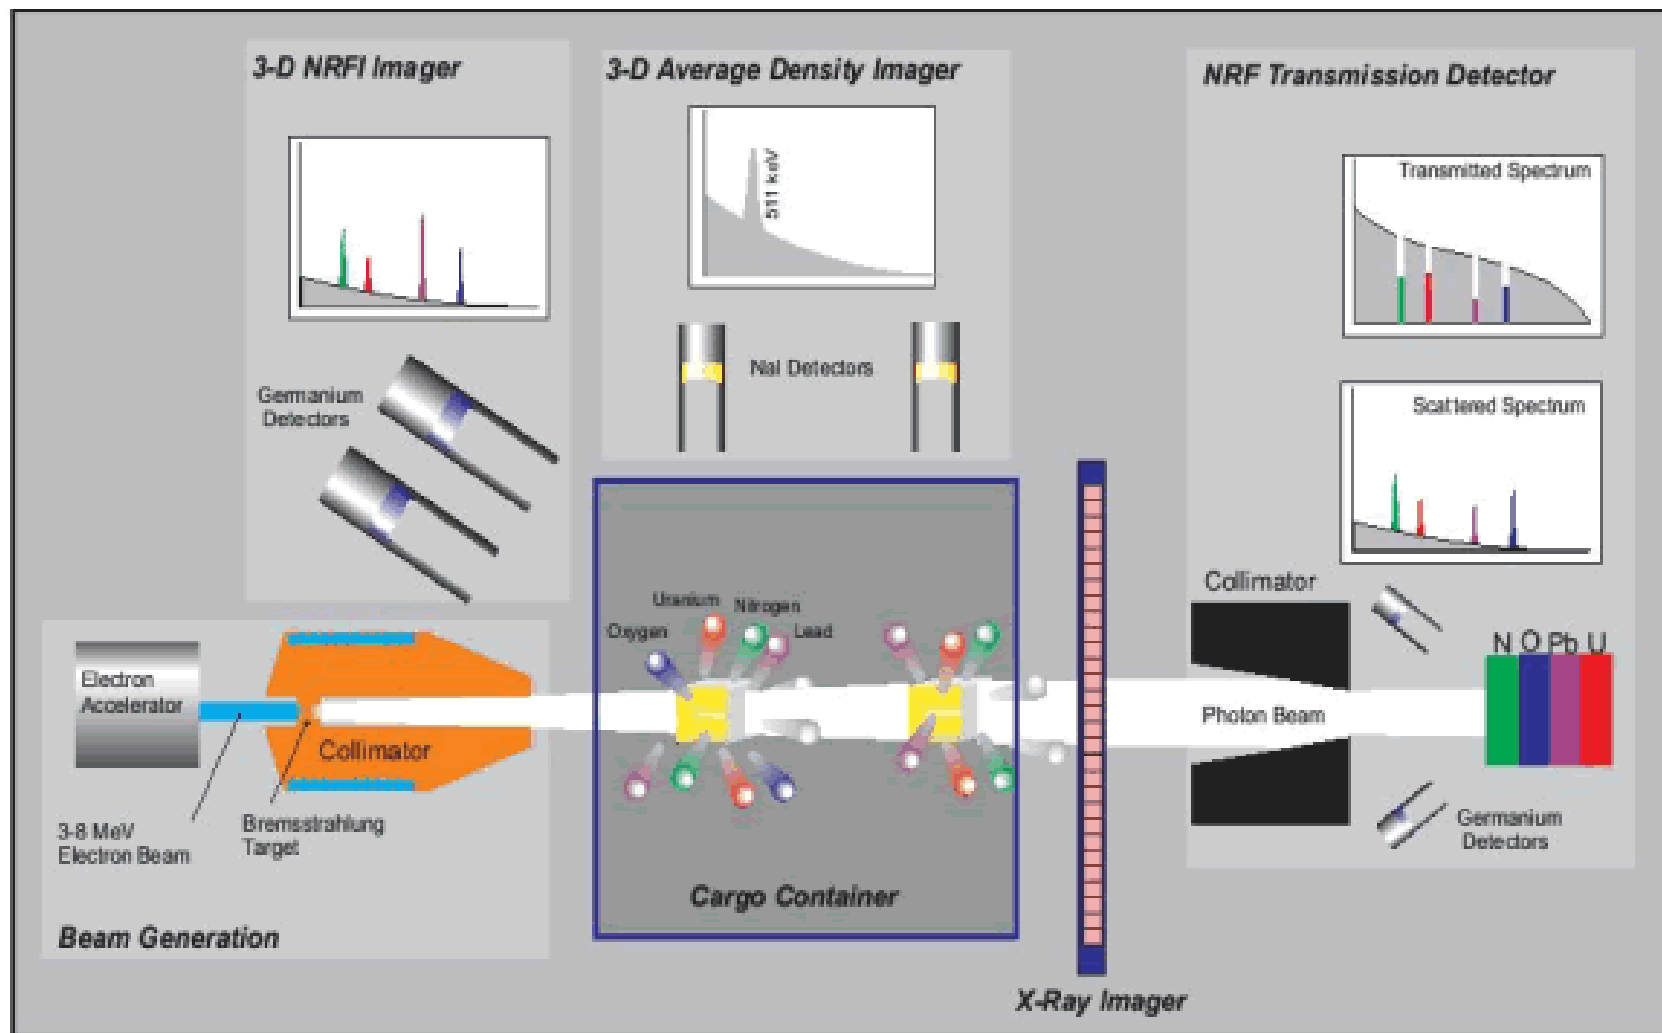 3-D NRFI Imager
Germanium
Detectors
3-D Average Density Imager
511 keV
NaI Detectors
NRF Transmission Detector
Transmitted Spectrum
Scattered Spectrum
Collimator
N O Pb U
Photon Beam
Germanium
Detectors
Electron
Accelerator
Collimator
3-8 MeV
Electron Beam
Bremsstrahlung
Target
Beam Generation
Uranium
Nitrogen
Oxygen
Lead
Cargo Container
X-Ray Imager